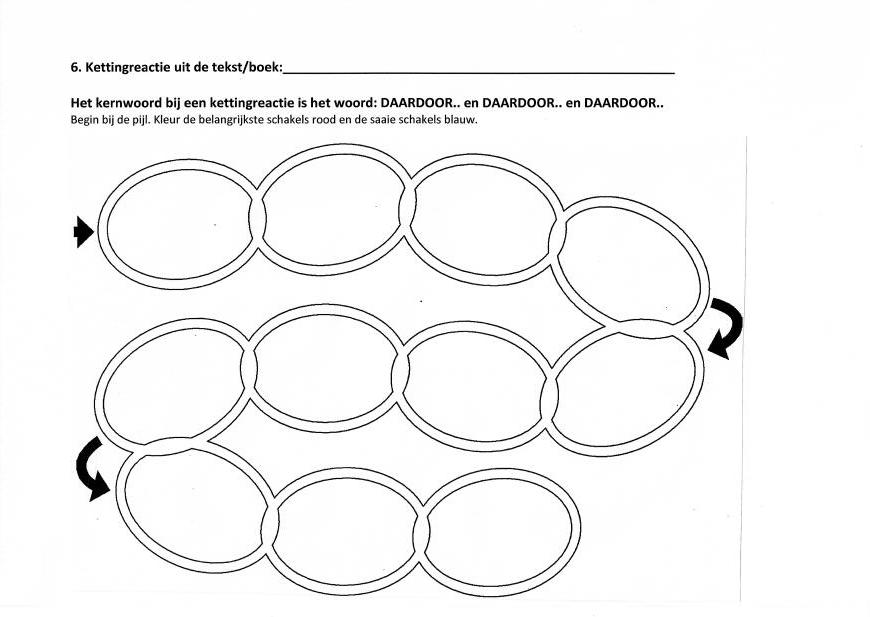 6. Kettingreactie uit de tekst/boek:
Het kernwoord bij een kettingreactie is het woord: DAARDOOR.. en DAARDOOR.. en DAARDOOR..
Begin bij de pijl. Kleur de belangrijkste schakels rood en de saaie schakels blauw.